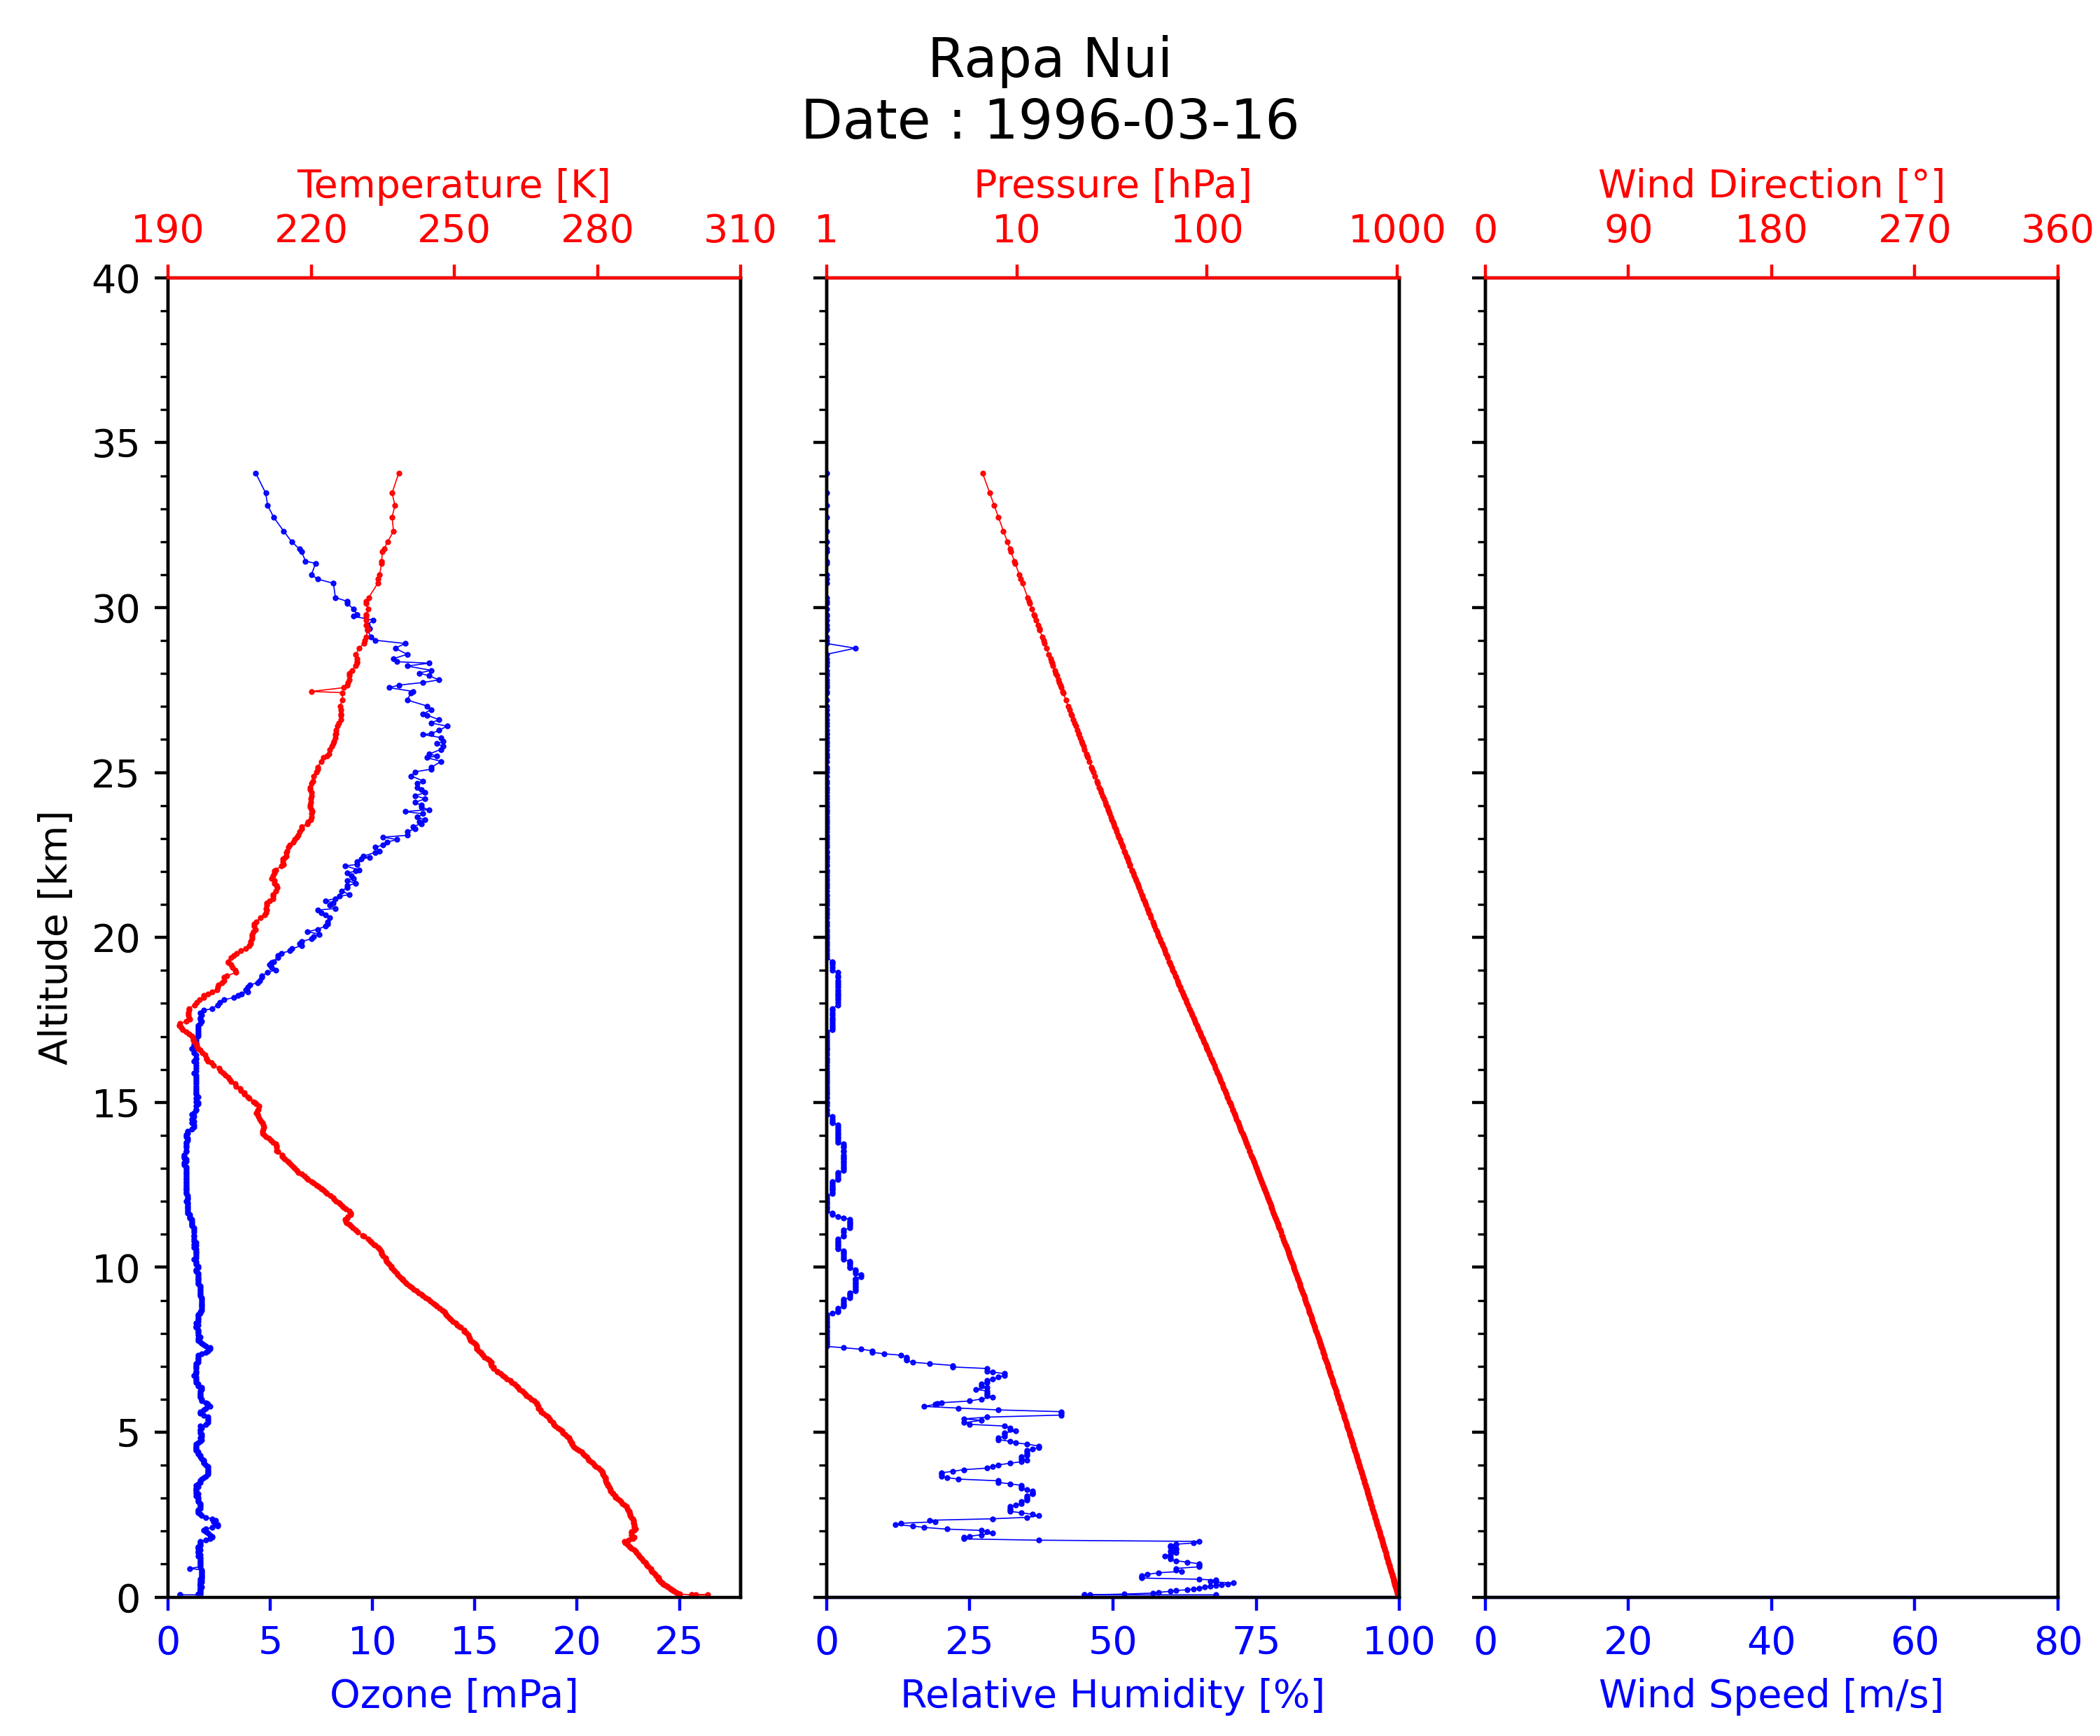 Rapa Nui
Date : 1996-03-16
Temperature [K]
190 220 250 280 310
Pressure [hPa]
1 10 100 1000
Wind Direction [°]
0 90 180 270 360
Altitude [km]
40
35
30
25
20
15
10
5
0
0 5 10 15 20 25
Ozone [mPa]
0 25 50 75 100
Relative Humidity [%]
0 20 40 60 80
Wind Speed [m/s]